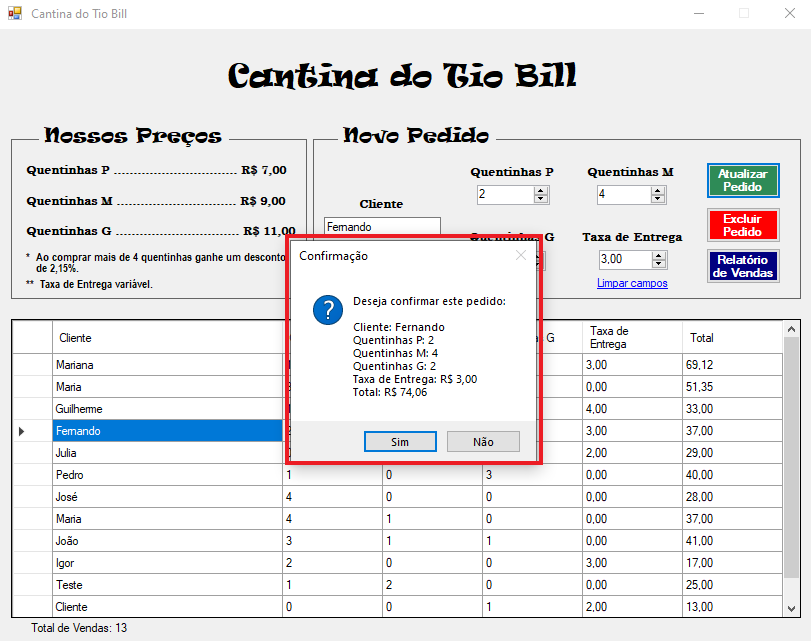 Cantina do Tio Bill
Cantina do Tio Bill
Nossos Preços
Quentinhas P ........................................ R$ 7,00
Quentinhas M ....................................... R$ 9,00
Quentinhas G ........................................ R$ 11,00
* Ao comprar mais de 4 quentinhas ganhe um desconto
de 2,15%.
** Taxa de Entrega variável.
Novo Pedido
Cliente
Fernando
Quentinhas P
2
Quentinhas M
4
Quentinhas G
Taxa de Entrega
3,00
Limpar campos
Atualizar
Pedido
Excluir
Pedido
Relatório
de Vendas
Confirmação
Deseja confirmar este pedido:
Cliente: Fernando
Quentinhas P: 2
Quentinhas M: 4
Quentinhas G: 2
Taxa de Entrega: R$ 3,00
Total: R$ 74,06
Sim Não
Cliente G Taxa de Entrega Total
Mariana 3,00 69,12
Maria 0,00 51,35
Guilherme 4,00 33,00
Fernando 3,00 37,00
Julia 2,00 29,00
Pedro 1 0 3 0,00 40,00
José 4 0 0 0,00 28,00
Maria 4 1 0 0,00 37,00
João 3 1 1 0,00 41,00
Igor 2 0 0 3,00 17,00
Teste 1 2 0 0,00 25,00
Cliente 0 0 1 2,00 13,00
Total de Vendas: 13